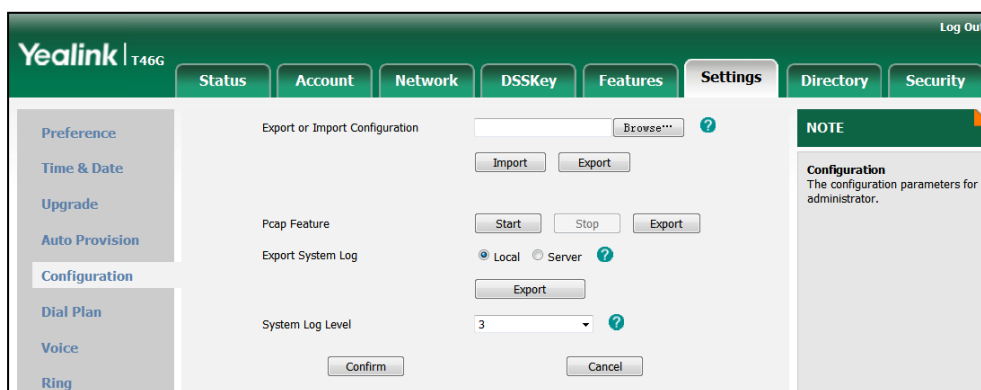 Log Ou
Yealink T46G
Status Account Network DSSKey Features Settings Directory Security
Preference
Time & Date
Upgrade
Auto Provision
Configuration
Dial Plan
Voice
Ring
Export or Import Configuration Browse... ?
Import Export
Pcap Feature Start Stop Export
Export System Log Local Server ?
Export
System Log Level 3 ?
Confirm Cancel
NOTE
Configuration
The configuration parameters for
administrator.